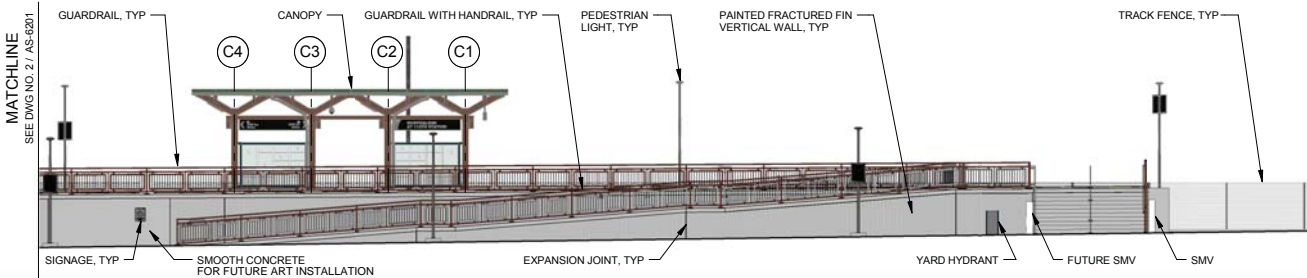 MATCHLINE
SEE DWG NO. 2 / AS-6201
GUARDRAIL, TYP
CANOPY
GUARDRAIL WITH HANDRAIL, TYP
PEDESTRIAN
LIGHT, TYP
PAINTED FRACTURED FIN
VERTICAL WALL, TYP
TRACK FENCE, TYP
C4
C3
C2
C1
SIGNAGE, TYP
SMOOTH CONCRETE
FOR FUTURE ART INSTALLATION
EXPANSION JOINT, TYP
YARD HYDRANT
FUTURE SMV
SMV